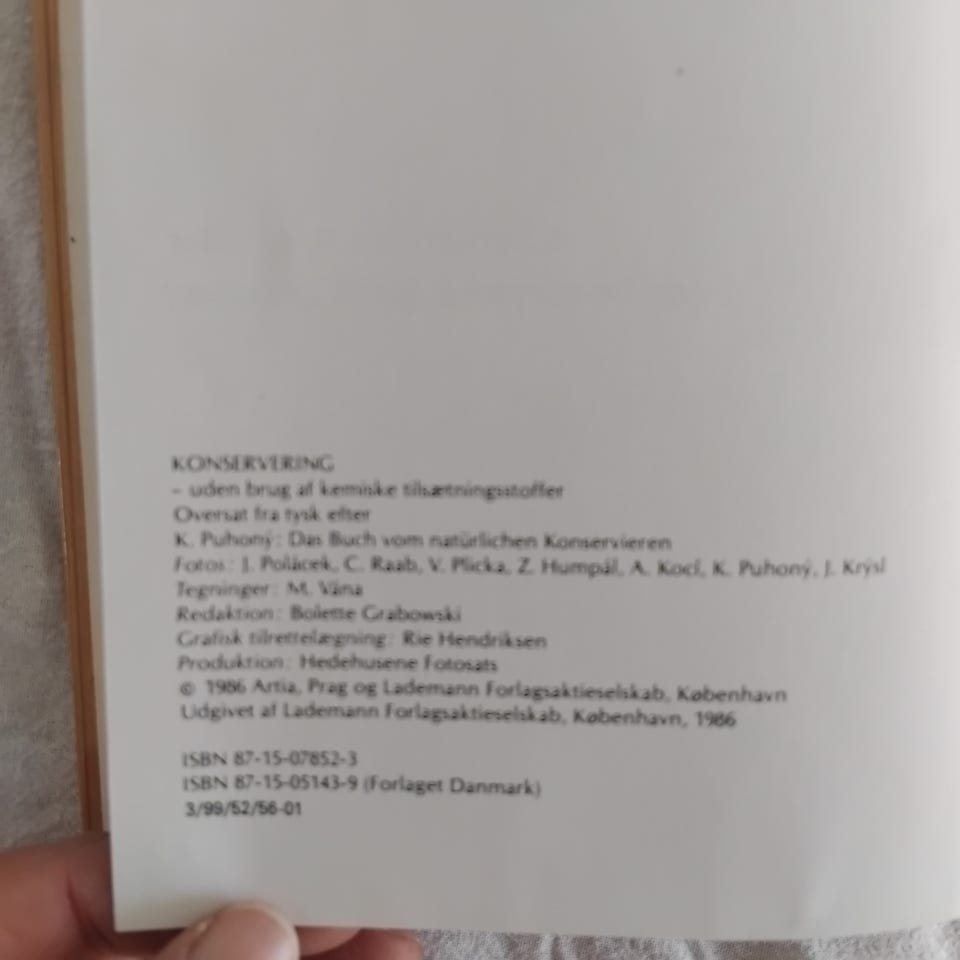 KONSERVERING
– uden brug af kemiske tilsætningsstoffer
Oversat fra tysk efter
K. Puhoný: Das Buch vom natürlichen Konservieren
Fotos: J. Polácek, C. Raab, V. Plicka, Z. Humpál, A. Kocí, K. Puhoný, J. Krýsl
Tegninger: M. Vána
Redaktion: Bolette Grabowski
Grafisk tilrettelægning: Rie Hendriksen
Produktion: Hedehusene Fotosats
© 1986 Artia, Prag og Lademann Forlagsaktieselskab, København
Udgivet af Lademann Forlagsaktieselskab, København, 1986
ISBN 87-15-07852-3
ISBN 87-15-05143-9 (Forlaget Danmark)
3/99/52/56-01